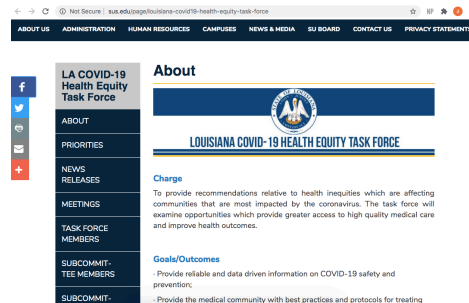 Not Secure | sus.edu/page/louisiana-covid19-health-equity-task-force
ABOUT US ADMINISTRATION HUMAN RESOURCES CAMPUSES NEWS & MEDIA SU BOARD CONTACT US PRIVACY STATEMENTS
LA COVID-19
Health Equity
Task Force
ABOUT
PRIORITIES
NEWS
RELEASES
MEETINGS
TASK FORCE
MEMBERS
SUBCOMMIT-
TEE MEMBERS
SUBCOMMIT-
About
LOUISIANA COVID-19 HEALTH EQUITY TASK FORCE
Charge
To provide recommendations relative to health inequities which are affecting
communities that are most impacted by the coronavirus. The task force will
examine opportunities which provide greater access to high quality medical care
and improve health outcomes.
Goals/Outcomes
· Provide reliable and data driven information on COVID-19 safety and
prevention;
· Provide the medical community with best practices and protocols for treating